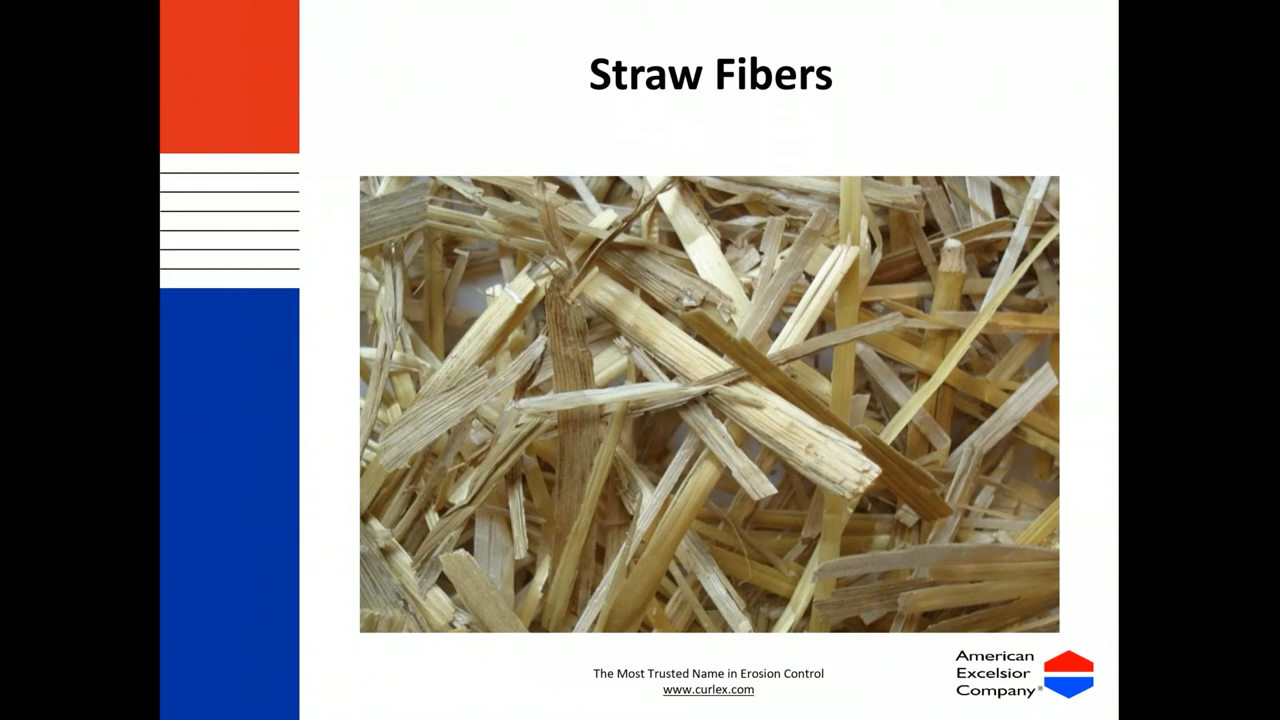 Straw Fibers
The Most Trusted Name in Erosion Control
www.curlex.com
American
Excelsior
Company®